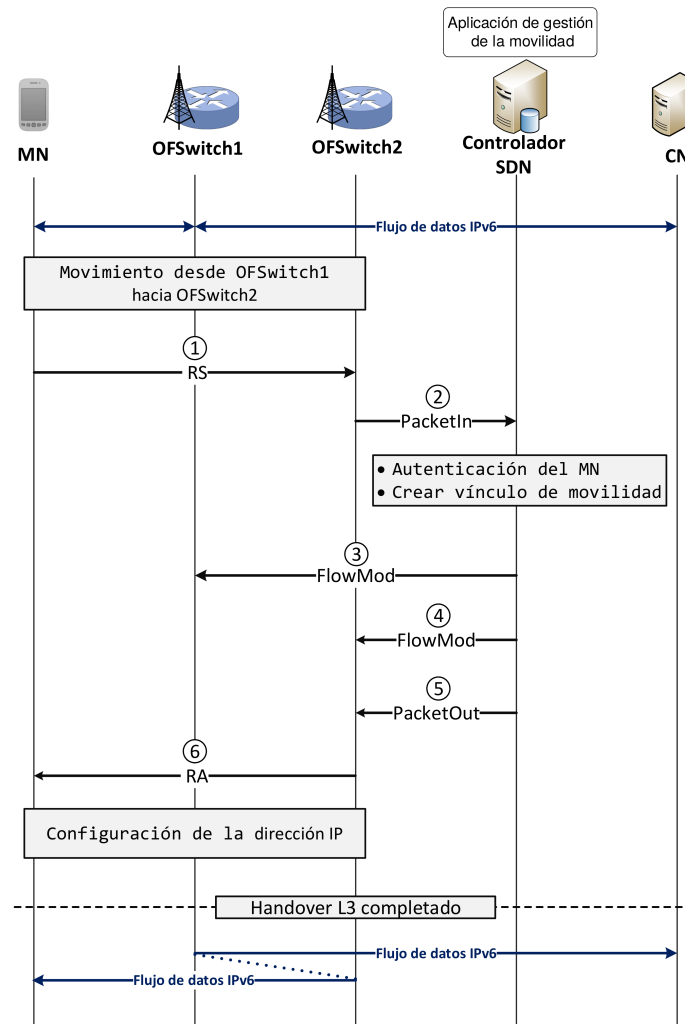 Aplicación de gestión
de la movilidad
MN
OFSwitch1
OFSwitch2
Controlador
SDN
CN
Flujo de datos IPv6
Movimiento desde OFSwitch1
hacia OFSwitch2
1
RS
2
PacketIn
• Autenticación del MN
• Crear vínculo de movilidad
3
FlowMod
4
FlowMod
5
PacketOut
6
RA
Configuración de la dirección IP
Handover L3 completado
Flujo de datos IPv6
Flujo de datos IPv6